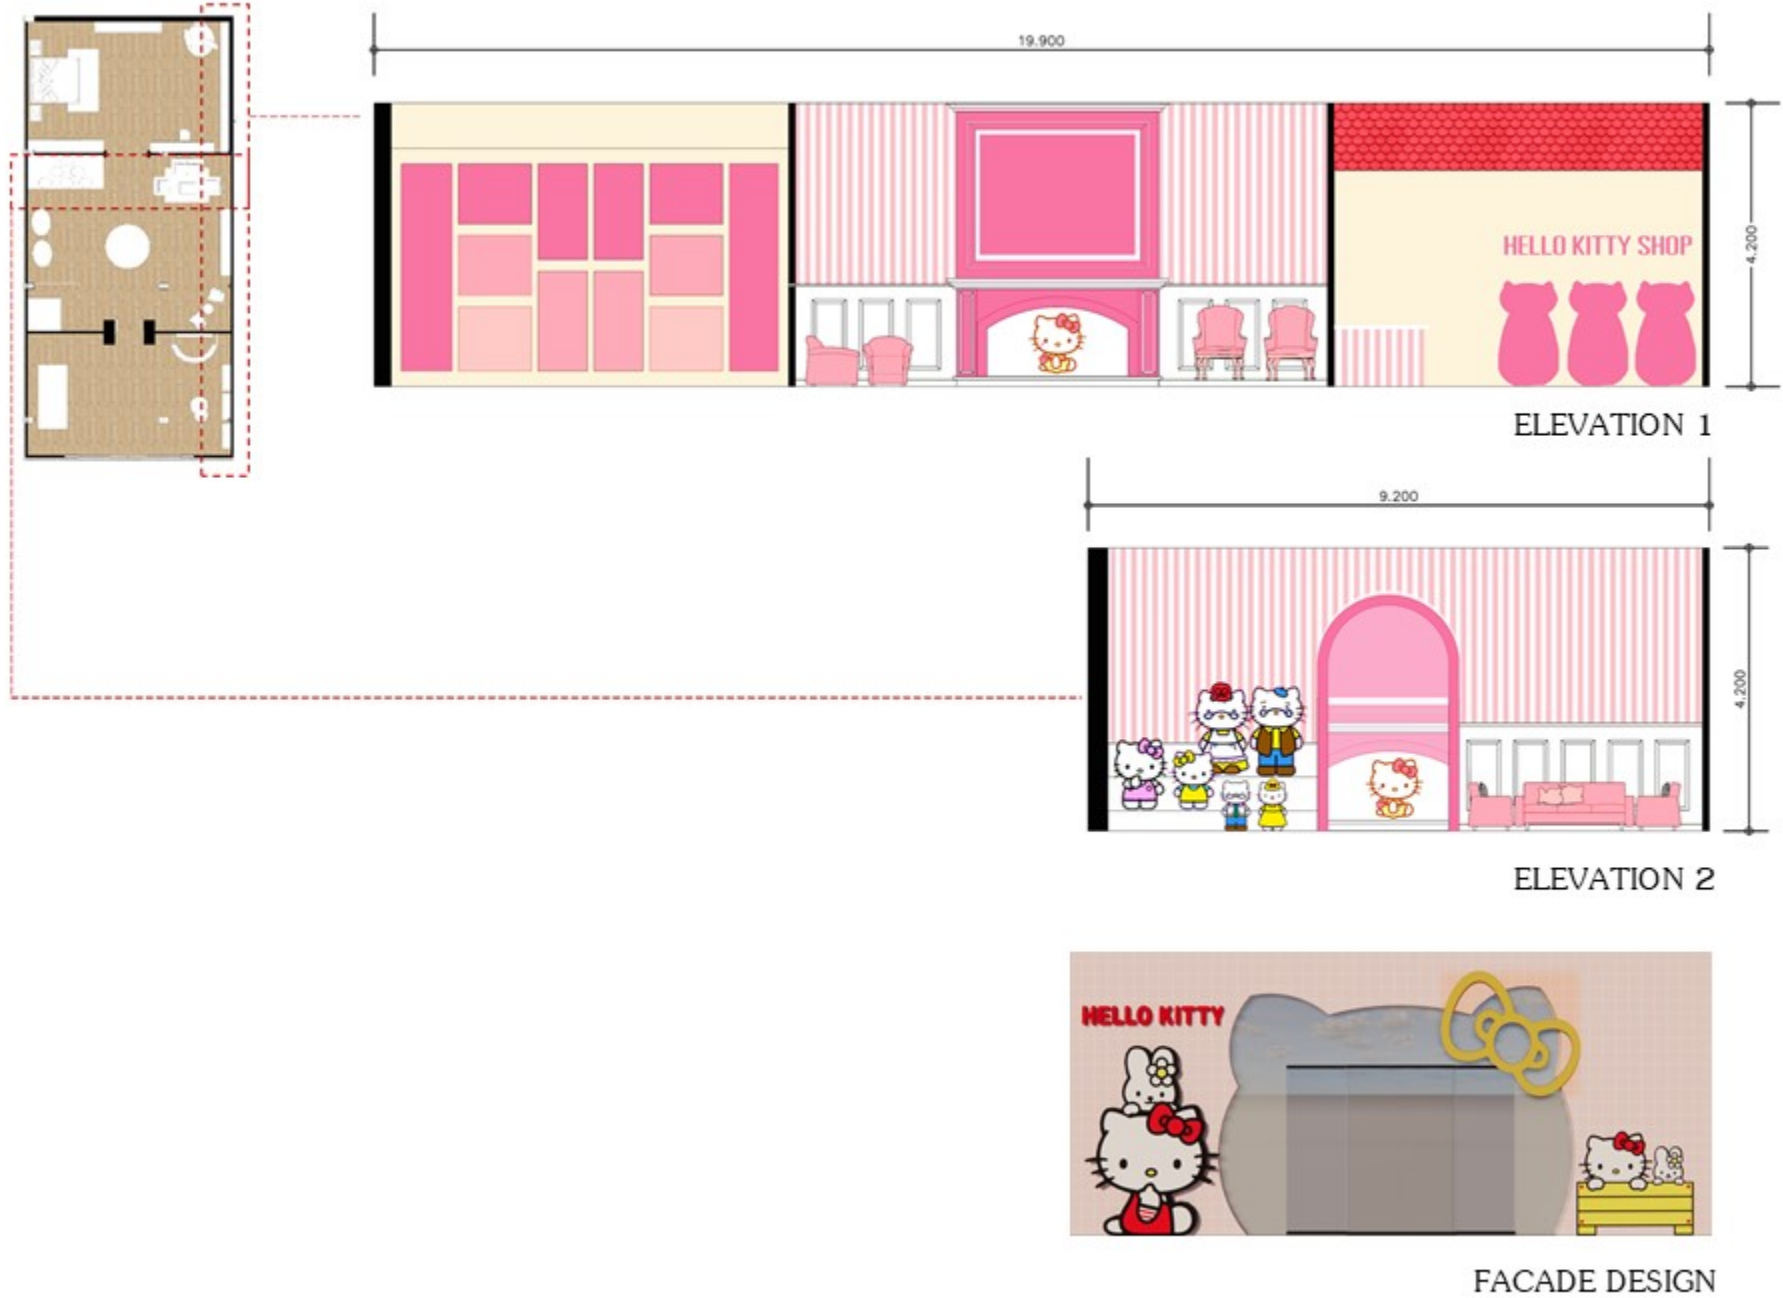 19.900
4.200
HELLO KITTY SHOP
ELEVATION 1
9.200
4.200
ELEVATION 2
HELLO KITTY
FACADE DESIGN